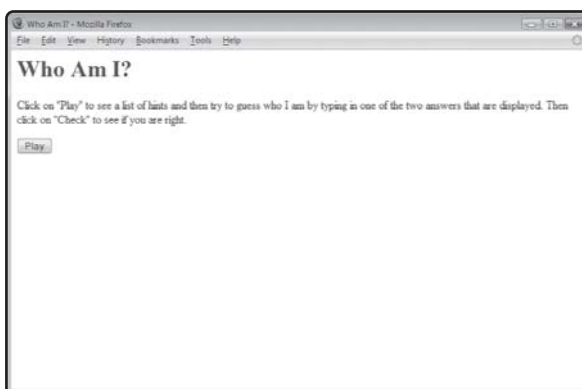 Who Am I? - Mozilla Firefox
File Edit View History Bookmarks Tools Help
Who Am I?
Click on "Play" to see a list of hints and then try to guess who I am by typing in one of the two answers that are displayed. Then
click on "Check" to see if you are right.
Play